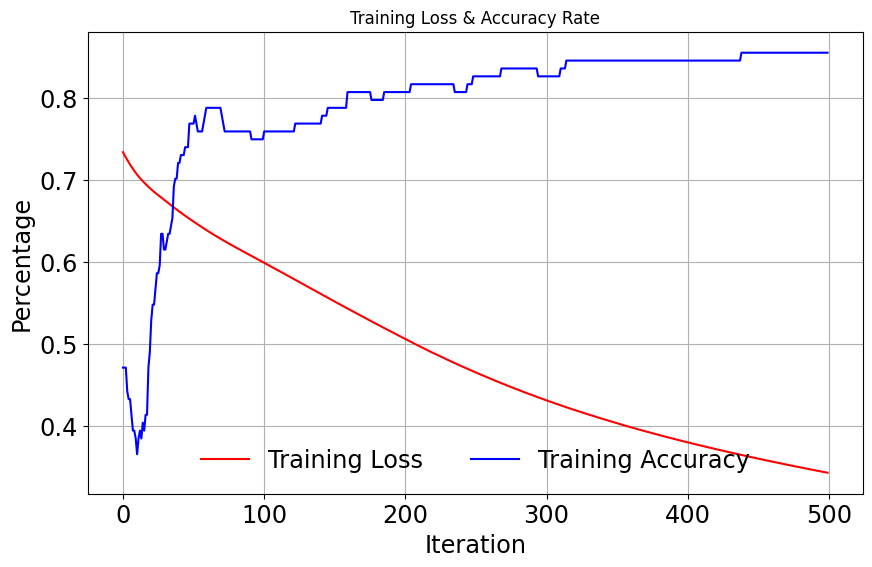 Training Loss & Accuracy Rate
Percentage
0.8
0.7
0.6
0.5
0.4
Training Loss Training Accuracy
0 100 200 300 400 500
Iteration